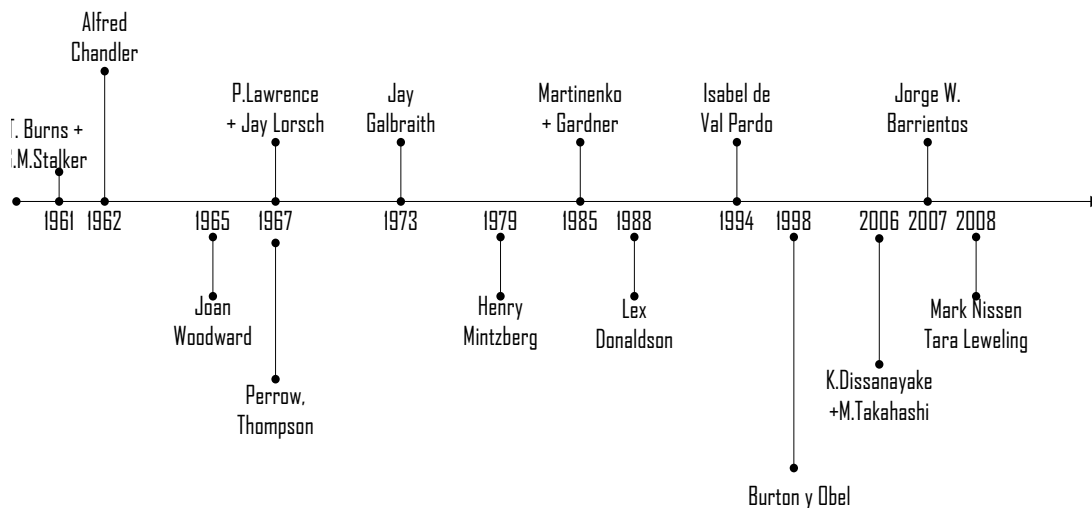 Alfred
Chandler
T. Burns +
.M.Stalker
P.Lawrence
+ Jay Lorsch
Jay
Galbraith
Martinenko
+ Gardner
Isabel de
Val Pardo
Jorge W.
Barrientos
1961
1962
1965
1967
1973
1979
1985
1988
1994
1998
2006
2007
2008
Joan
Woodward
Perrow,
Thompson
Henry
Mintzberg
Lex
Donaldson
Burton y Obel
K.Dissanayake
+M.Takahashi
Mark Nissen
Tara Leweling